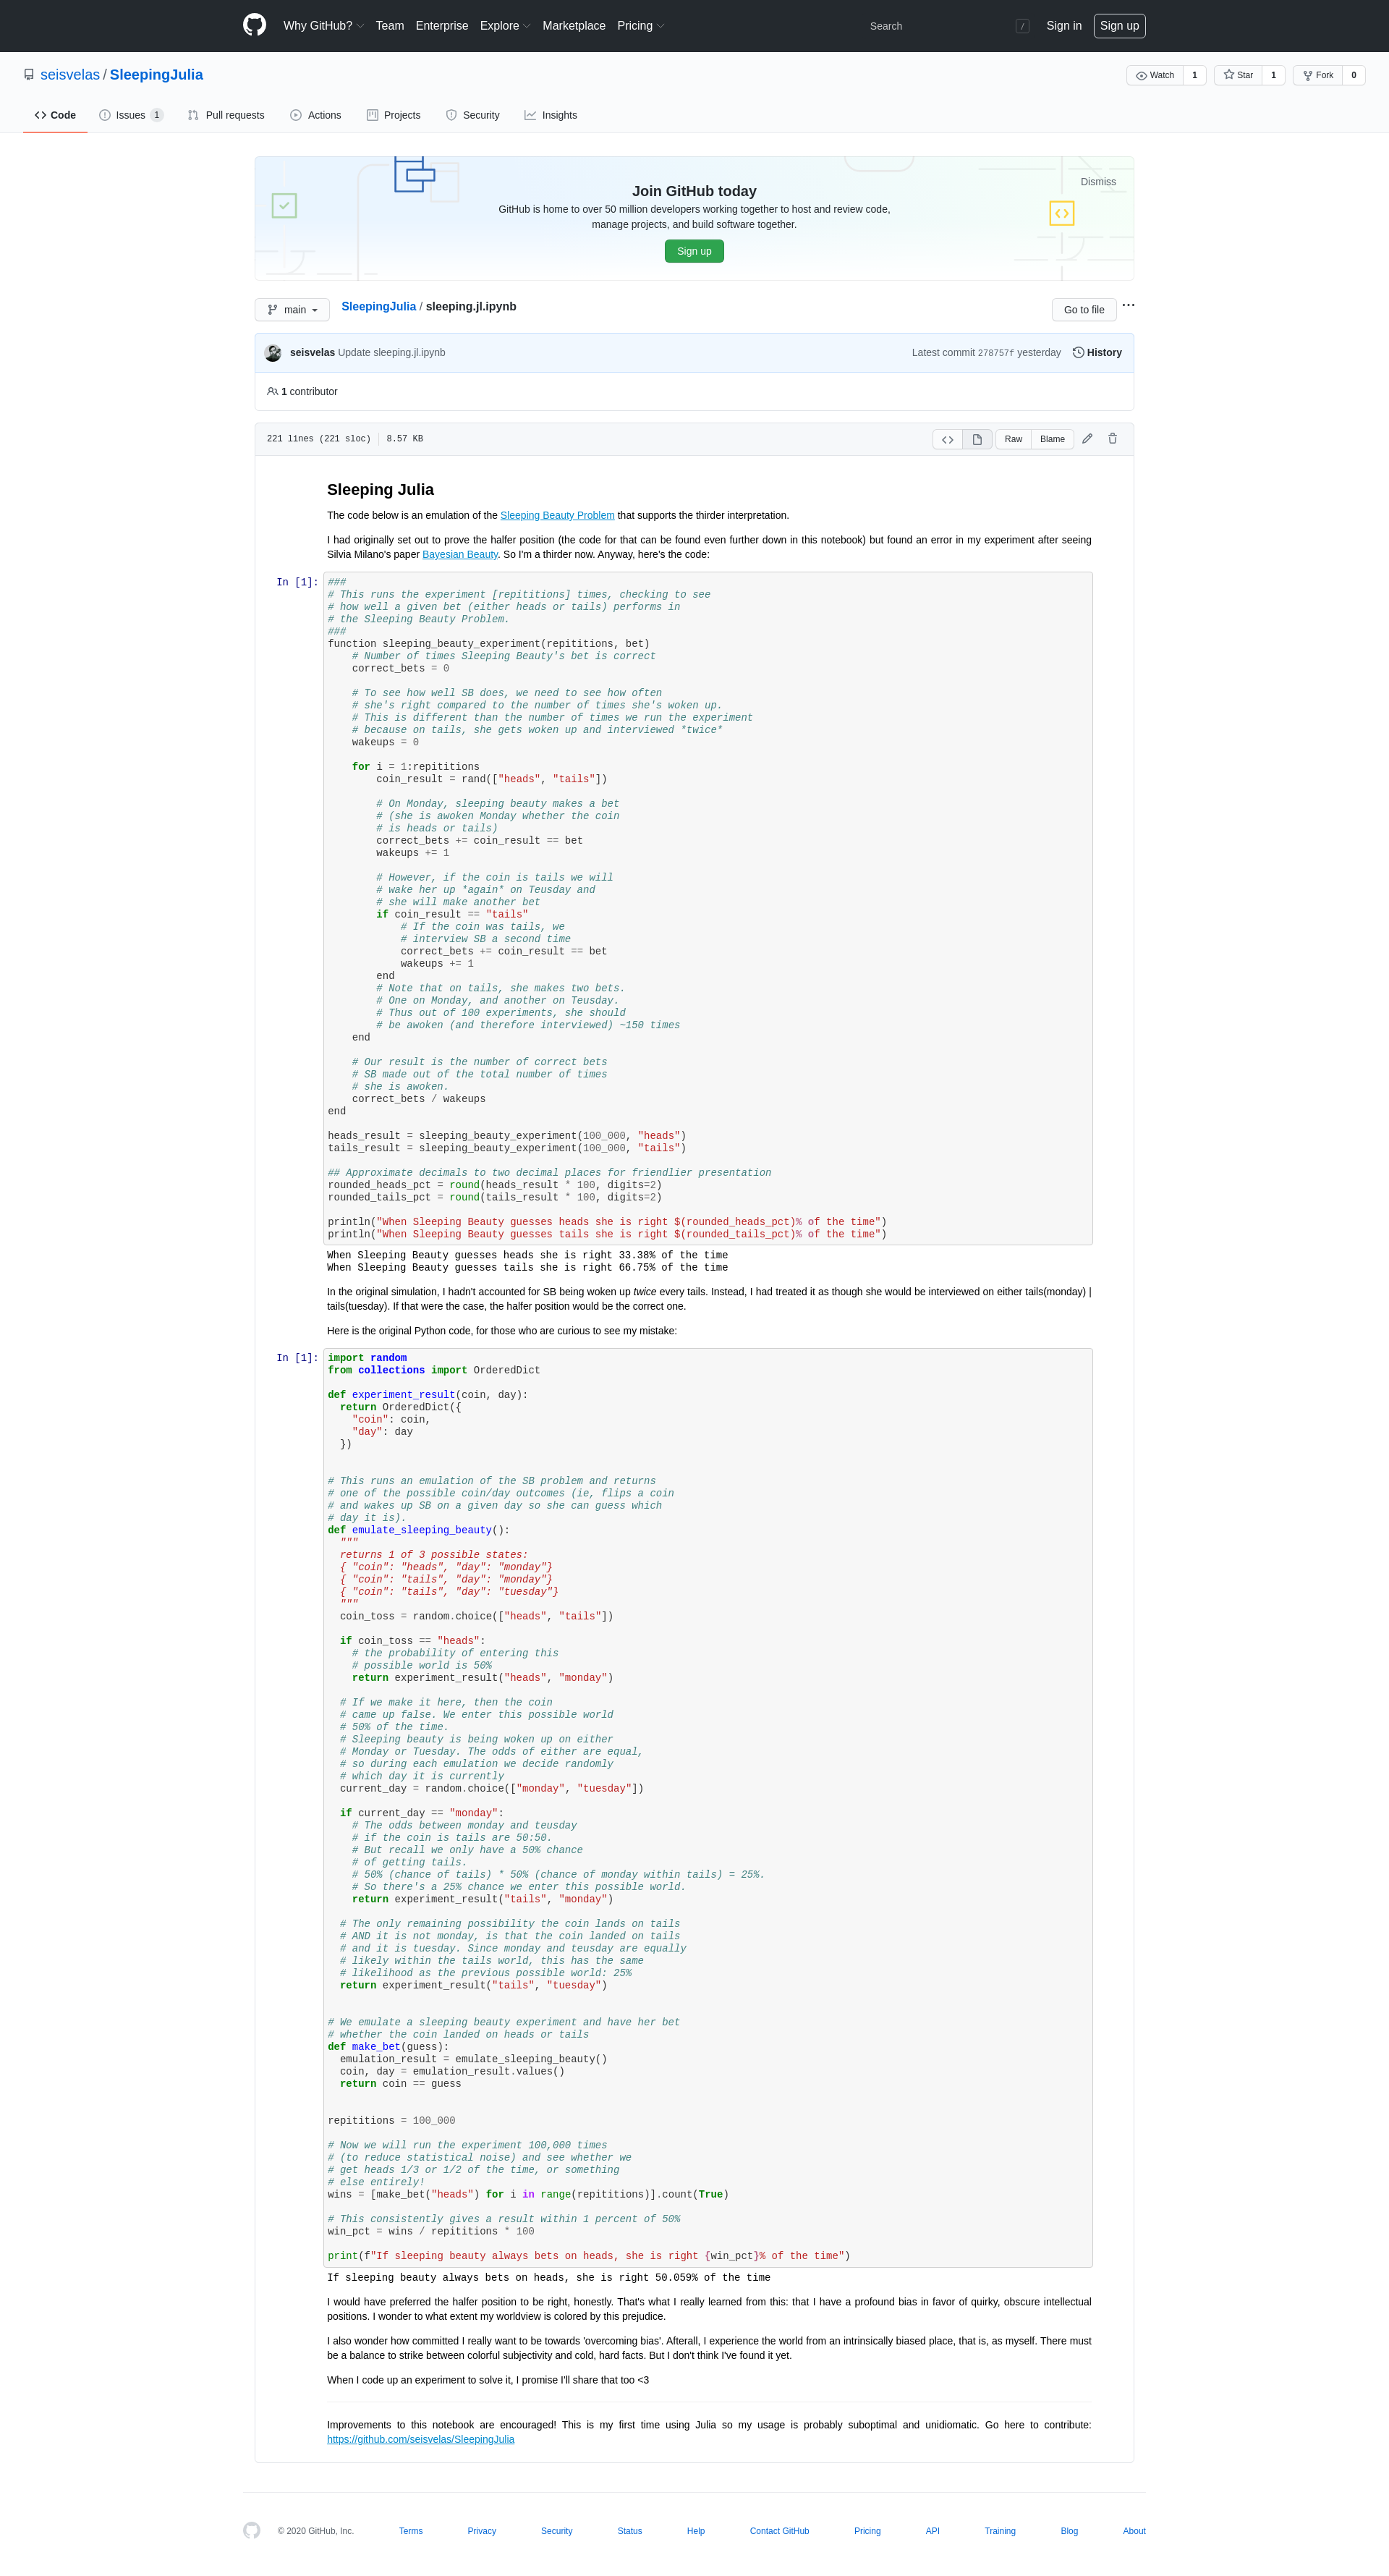 Why GitHub? Team Enterprise Explore Marketplace Pricing Search / Sign in Sign up
seisvelas / SleepingJulia Watch 1 Star 1 Fork 0
Code Issues 1 Pull requests Actions Projects Security Insights
Join GitHub today
Dismiss
GitHub is home to over 50 million developers working together to host and review code,
manage projects, and build software together.
Sign up
main SleepingJulia / sleeping.jl.ipynb Go to file ...
seisvelas Update sleeping.jl.ipynb Latest commit 278757f yesterday History
1 contributor
221 lines (221 sloc) 8.57 KB Raw Blame
Sleeping Julia
The code below is an emulation of the Sleeping Beauty Problem that supports the thirder interpretation.
I had originally set out to prove the halfer position (the code for that can be found even further down in this notebook) but found an error in my experiment after seeing
Silvia Milano's paper Bayesian Beauty. So I'm a thirder now. Anyway, here's the code:
In [1]:
###
# This runs the experiment [repititions] times, checking to see
# how well a given bet (either heads or tails) performs in
# the Sleeping Beauty Problem.
###
function sleeping_beauty_experiment(repititions, bet)
    # Number of times Sleeping Beauty's bet is correct
    correct_bets = 0

    # To see how well SB does, we need to see how often
    # she's right compared to the number of times she's woken up.
    # This is different than the number of times we run the experiment
    # because on tails, she gets woken up and interviewed *twice*
    wakeups = 0

    for i = 1:repititions
        coin_result = rand(["heads", "tails"])

        # On Monday, sleeping beauty makes a bet
        # (she is awoken Monday whether the coin
        # is heads or tails)
        correct_bets += coin_result == bet
        wakeups += 1

        # However, if the coin is tails we will
        # wake her up *again* on Teusday and
        # she will make another bet
        if coin_result == "tails"
            # If the coin was tails, we
            # interview SB a second time
            correct_bets += coin_result == bet
            wakeups += 1
        end
        # Note that on tails, she makes two bets.
        # One on Monday, and another on Teusday.
        # Thus out of 100 experiments, she should
        # be awoken (and therefore interviewed) ~150 times
    end

    # Our result is the number of correct bets
    # SB made out of the total number of times
    # she is awoken.
    correct_bets / wakeups
end

heads_result = sleeping_beauty_experiment(100_000, "heads")
tails_result = sleeping_beauty_experiment(100_000, "tails")

## Approximate decimals to two decimal places for friendlier presentation
rounded_heads_pct = round(heads_result * 100, digits=2)
rounded_tails_pct = round(tails_result * 100, digits=2)

println("When Sleeping Beauty guesses heads she is right $(rounded_heads_pct)% of the time")
println("When Sleeping Beauty guesses tails she is right $(rounded_tails_pct)% of the time")
When Sleeping Beauty guesses heads she is right 33.38% of the time
When Sleeping Beauty guesses tails she is right 66.75% of the time
In the original simulation, I hadn't accounted for SB being woken up twice every tails. Instead, I had treated it as though she would be interviewed on either tails(monday) |
tails(tuesday). If that were the case, the halfer position would be the correct one.
Here is the original Python code, for those who are curious to see my mistake:
In [1]:
import random
from collections import OrderedDict

def experiment_result(coin, day):
  return OrderedDict({
    "coin": coin,
    "day": day
  })

# This runs an emulation of the SB problem and returns
# one of the possible coin/day outcomes (ie, flips a coin
# and wakes up SB on a given day so she can guess which
# day it is).
def emulate_sleeping_beauty():
  """
  returns 1 of 3 possible states:
  { "coin": "heads", "day": "monday"}
  { "coin": "tails", "day": "monday"}
  { "coin": "tails", "day": "tuesday"}
  """
  coin_toss = random.choice(["heads", "tails"])

  if coin_toss == "heads":
    # the probability of entering this
    # possible world is 50%
    return experiment_result("heads", "monday")

  # If we make it here, then the coin
  # came up false. We enter this possible world
  # 50% of the time.
  # Sleeping beauty is being woken up on either
  # Monday or Tuesday. The odds of either are equal,
  # so during each emulation we decide randomly
  # which day it is currently
  current_day = random.choice(["monday", "tuesday"])

  if current_day == "monday":
    # The odds between monday and teusday
    # if the coin is tails are 50:50.
    # But recall we only have a 50% chance
    # of getting tails.
    # 50% (chance of tails) * 50% (chance of monday within tails) = 25%.
    # So there's a 25% chance we enter this possible world.
    return experiment_result("tails", "monday")

  # The only remaining possibility the coin lands on tails
  # AND it is not monday, is that the coin landed on tails
  # and it is tuesday. Since monday and teusday are equally
  # likely within the tails world, this has the same
  # likelihood as the previous possible world: 25%
  return experiment_result("tails", "tuesday")

# We emulate a sleeping beauty experiment and have her bet
# whether the coin landed on heads or tails
def make_bet(guess):
  emulation_result = emulate_sleeping_beauty()
  coin, day = emulation_result.values()
  return coin == guess

repititions = 100_000

# Now we will run the experiment 100,000 times
# (to reduce statistical noise) and see whether we
# get heads 1/3 or 1/2 of the time, or something
# else entirely!
wins = [make_bet("heads") for i in range(repititions)].count(True)

# This consistently gives a result within 1 percent of 50%
win_pct = wins / repititions * 100

print(f"If sleeping beauty always bets on heads, she is right {win_pct}% of the time")
If sleeping beauty always bets on heads, she is right 50.059% of the time
I would have preferred the halfer position to be right, honestly. That's what I really learned from this: that I have a profound bias in favor of quirky, obscure intellectual
positions. I wonder to what extent my worldview is colored by this prejudice.
I also wonder how committed I really want to be towards 'overcoming bias'. Afterall, I experience the world from an intrinsically biased place, that is, as myself. There must
be a balance to strike between colorful subjectivity and cold, hard facts. But I don't think I've found it yet.
When I code up an experiment to solve it, I promise I'll share that too <3
Improvements to this notebook are encouraged! This is my first time using Julia so my usage is probably suboptimal and unidiomatic. Go here to contribute:
https://github.com/seisvelas/SleepingJulia
© 2020 GitHub, Inc. Terms Privacy Security Status Help Contact GitHub Pricing API Training Blog About